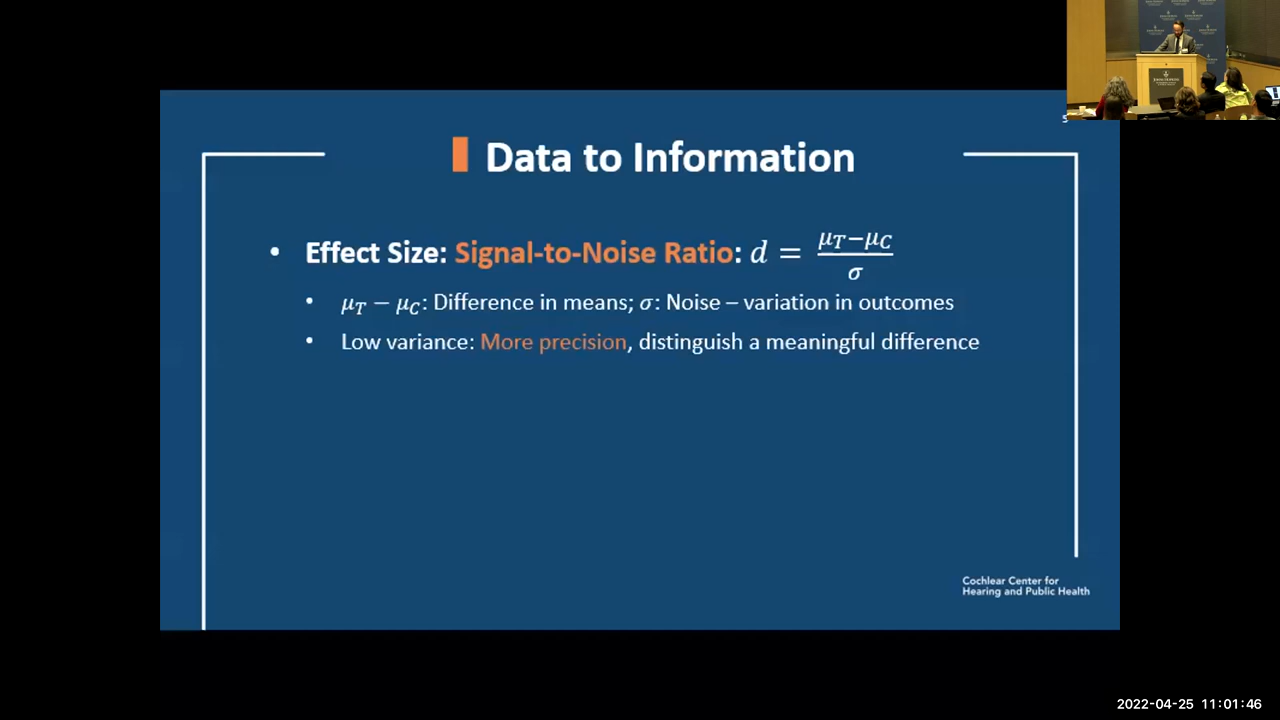 Data to Information
• Effect Size: Signal-to-Noise Ratio: d = μT−μC / σ
• μT − μC: Difference in means; σ: Noise – variation in outcomes
• Low variance: More precision, distinguish a meaningful difference
Cochlear Center for
Hearing and Public Health
2022-04-25 11:01:46